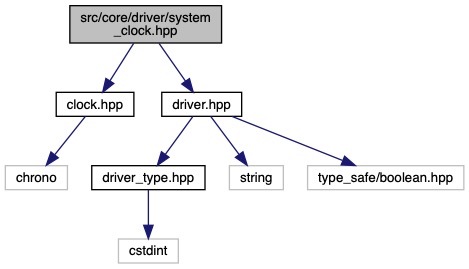 src/core/driver/system
_clock.hpp
clock.hpp
driver.hpp
chrono
driver_type.hpp
string
type_safe/boolean.hpp
cstdint